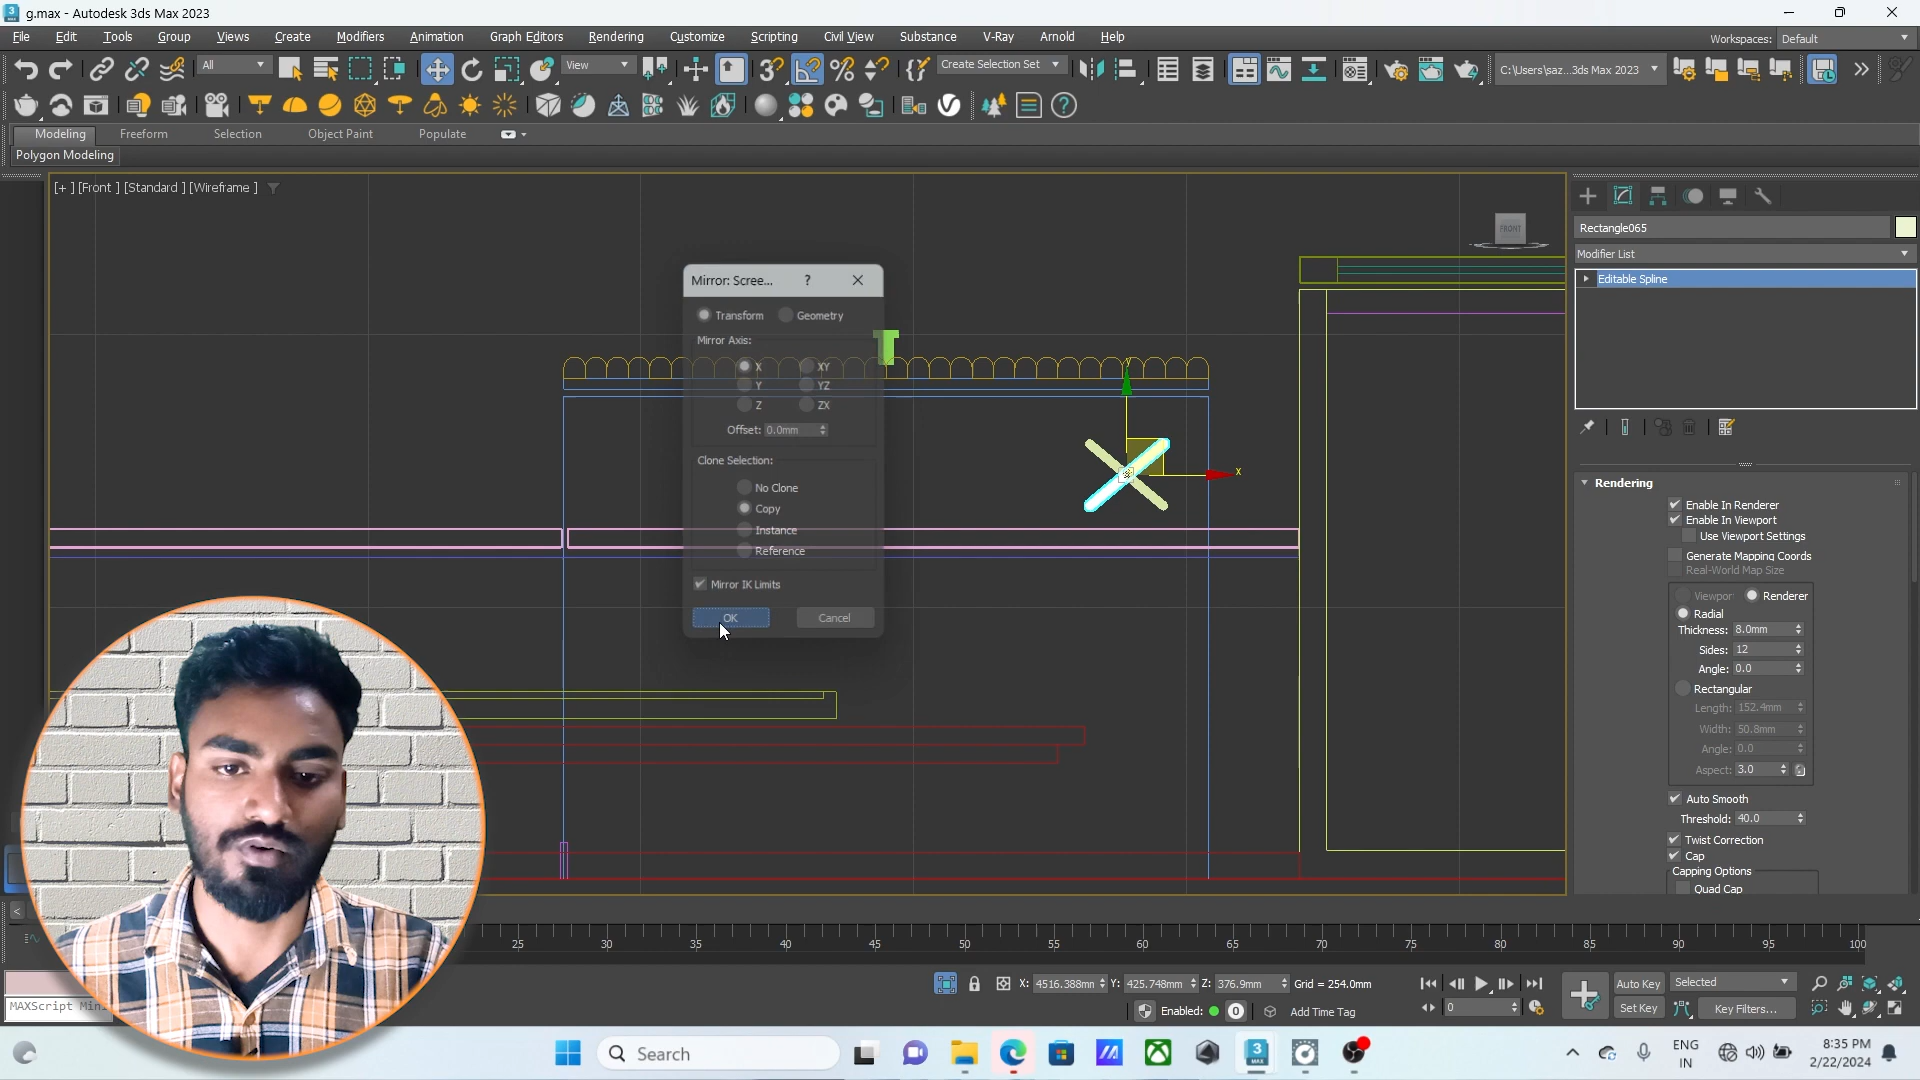 g.max - Autodesk 3ds Max 2023
File Edit Tools Group Views Create Modifiers Animation Graph Editors Rendering Customize Scripting Civil View Substance V-Ray Arnold Help Workspaces: Default
All View Create Selection Set C:\Users\saz...3ds Max 2023
Modeling Freeform Selection Object Paint Populate
Polygon Modeling
[+ ] [Front ] [Standard ] [Wireframe ]
FRONT
Rectangle065
Modifier List
Editable Spline
Mirror: Scree... ?
Transform Geometry
Mirror Axis:
X XY
Y YZ
Z ZX
Offset: 0.0mm
Clone Selection:
No Clone
Copy
Instance
Reference
Mirror IK Limits
OK Cancel
y
x
Rendering
Enable In Renderer
Enable In Viewport
Use Viewport Settings
Generate Mapping Coords
Real-World Map Size
Viewpor Renderer
Radial
Thickness: 8.0mm
Sides: 12
Angle: 0.0
Rectangular
Length: 152.4mm
Width: 50.8mm
Angle: 0.0
Aspect: 3.0
Auto Smooth
Threshold: 40.0
Twist Correction
Cap
Capping Options
Quad Cap
25 30 35 40 45 50 55 60 65 70 75 80 85 90 95 100
X: 4516.388mm Y: 425.748mm Z: 376.9mm Grid = 254.0mm
Auto Key Selected
MAXScript Min
Enabled: 0 Add Time Tag
0 Set Key Key Filters...
Search
ENG
IN
8:35 PM
2/22/2024